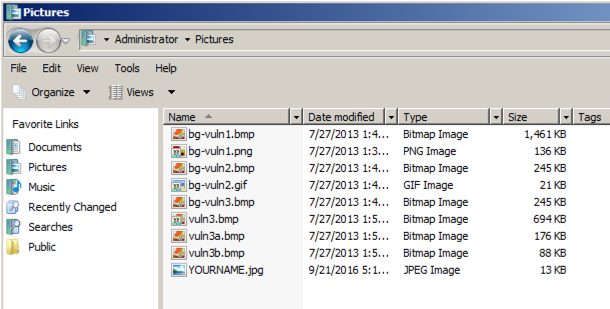 Pictures
Administrator Pictures
File Edit View Tools Help
Organize Views
Favorite Links
Documents
Pictures
Music
Recently Changed
Searches
Public
Name Date modified Type Size Tags
bg-vuln1.bmp 7/27/2013 1:4... Bitmap Image 1,461 KB
bg-vuln1.png 7/27/2013 1:3... PNG Image 136 KB
bg-vuln2.bmp 7/27/2013 1:4... Bitmap Image 245 KB
bg-vuln2.gif 7/27/2013 1:4... GIF Image 21 KB
bg-vuln3.bmp 7/27/2013 1:4... Bitmap Image 245 KB
vuln3.bmp 7/27/2013 1:5... Bitmap Image 694 KB
vuln3a.bmp 7/27/2013 1:5... Bitmap Image 176 KB
vuln3b.bmp 7/27/2013 1:5... Bitmap Image 88 KB
YOURNAME.jpg 9/21/2016 5:1... JPEG Image 13 KB